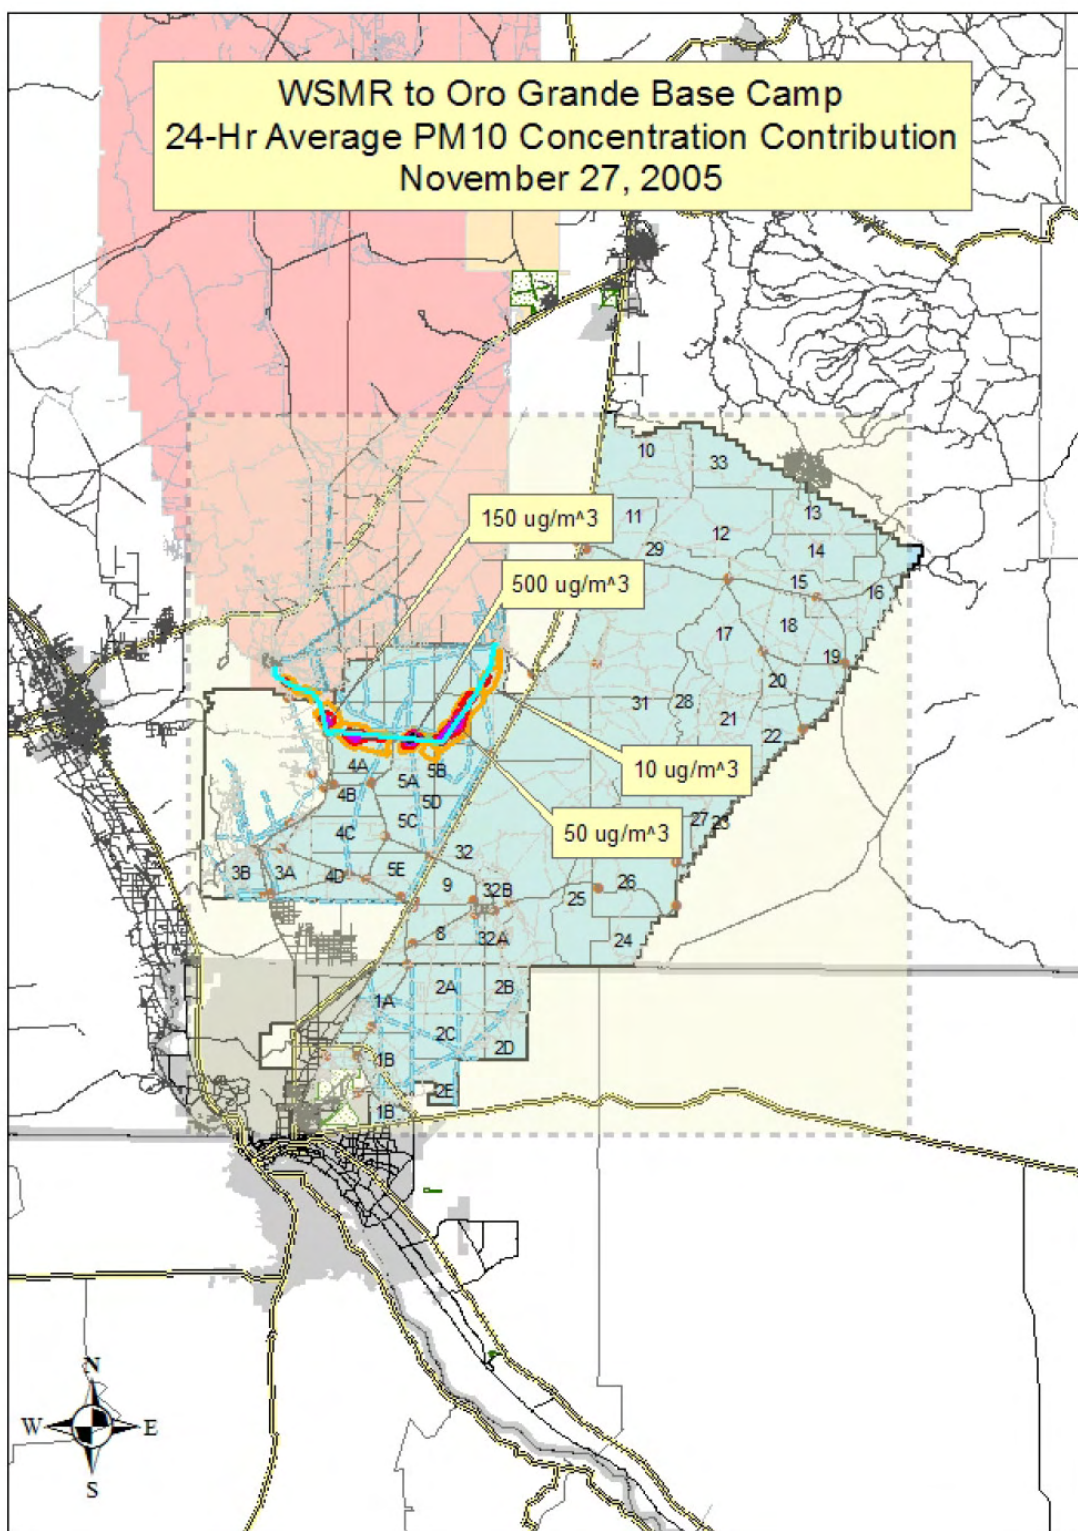 WSMR to Oro Grande Base Camp
24-Hr Average PM10 Concentration Contribution
November 27, 2005
10
33
150 ug/m^3
11
13
12
29
14
500 ug/m^3
15
16
17
18
19
20
31
28
21
22
4A
5A
5B
10 ug/m^3
4B
5D
4C
5C
27
23
50 ug/m^3
3B
3A
4D
5E
32
9
32B
25
26
8
32A
24
1A
2A
2B
2C
2D
1B
2E
1B
N
W
E
S